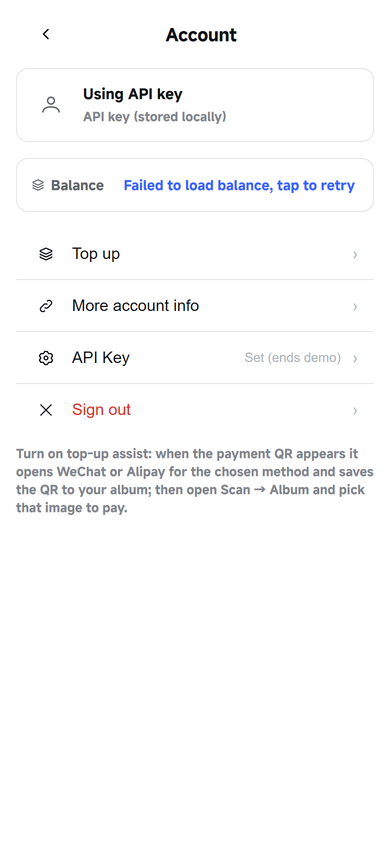 Account
Using API key
API key (stored locally)
Balance Failed to load balance, tap to retry
Top up
More account info
API Key Set (ends demo)
Sign out
Turn on top-up assist: when the payment QR appears it
opens WeChat or Alipay for the chosen method and saves
the QR to your album; then open Scan → Album and pick
that image to pay.